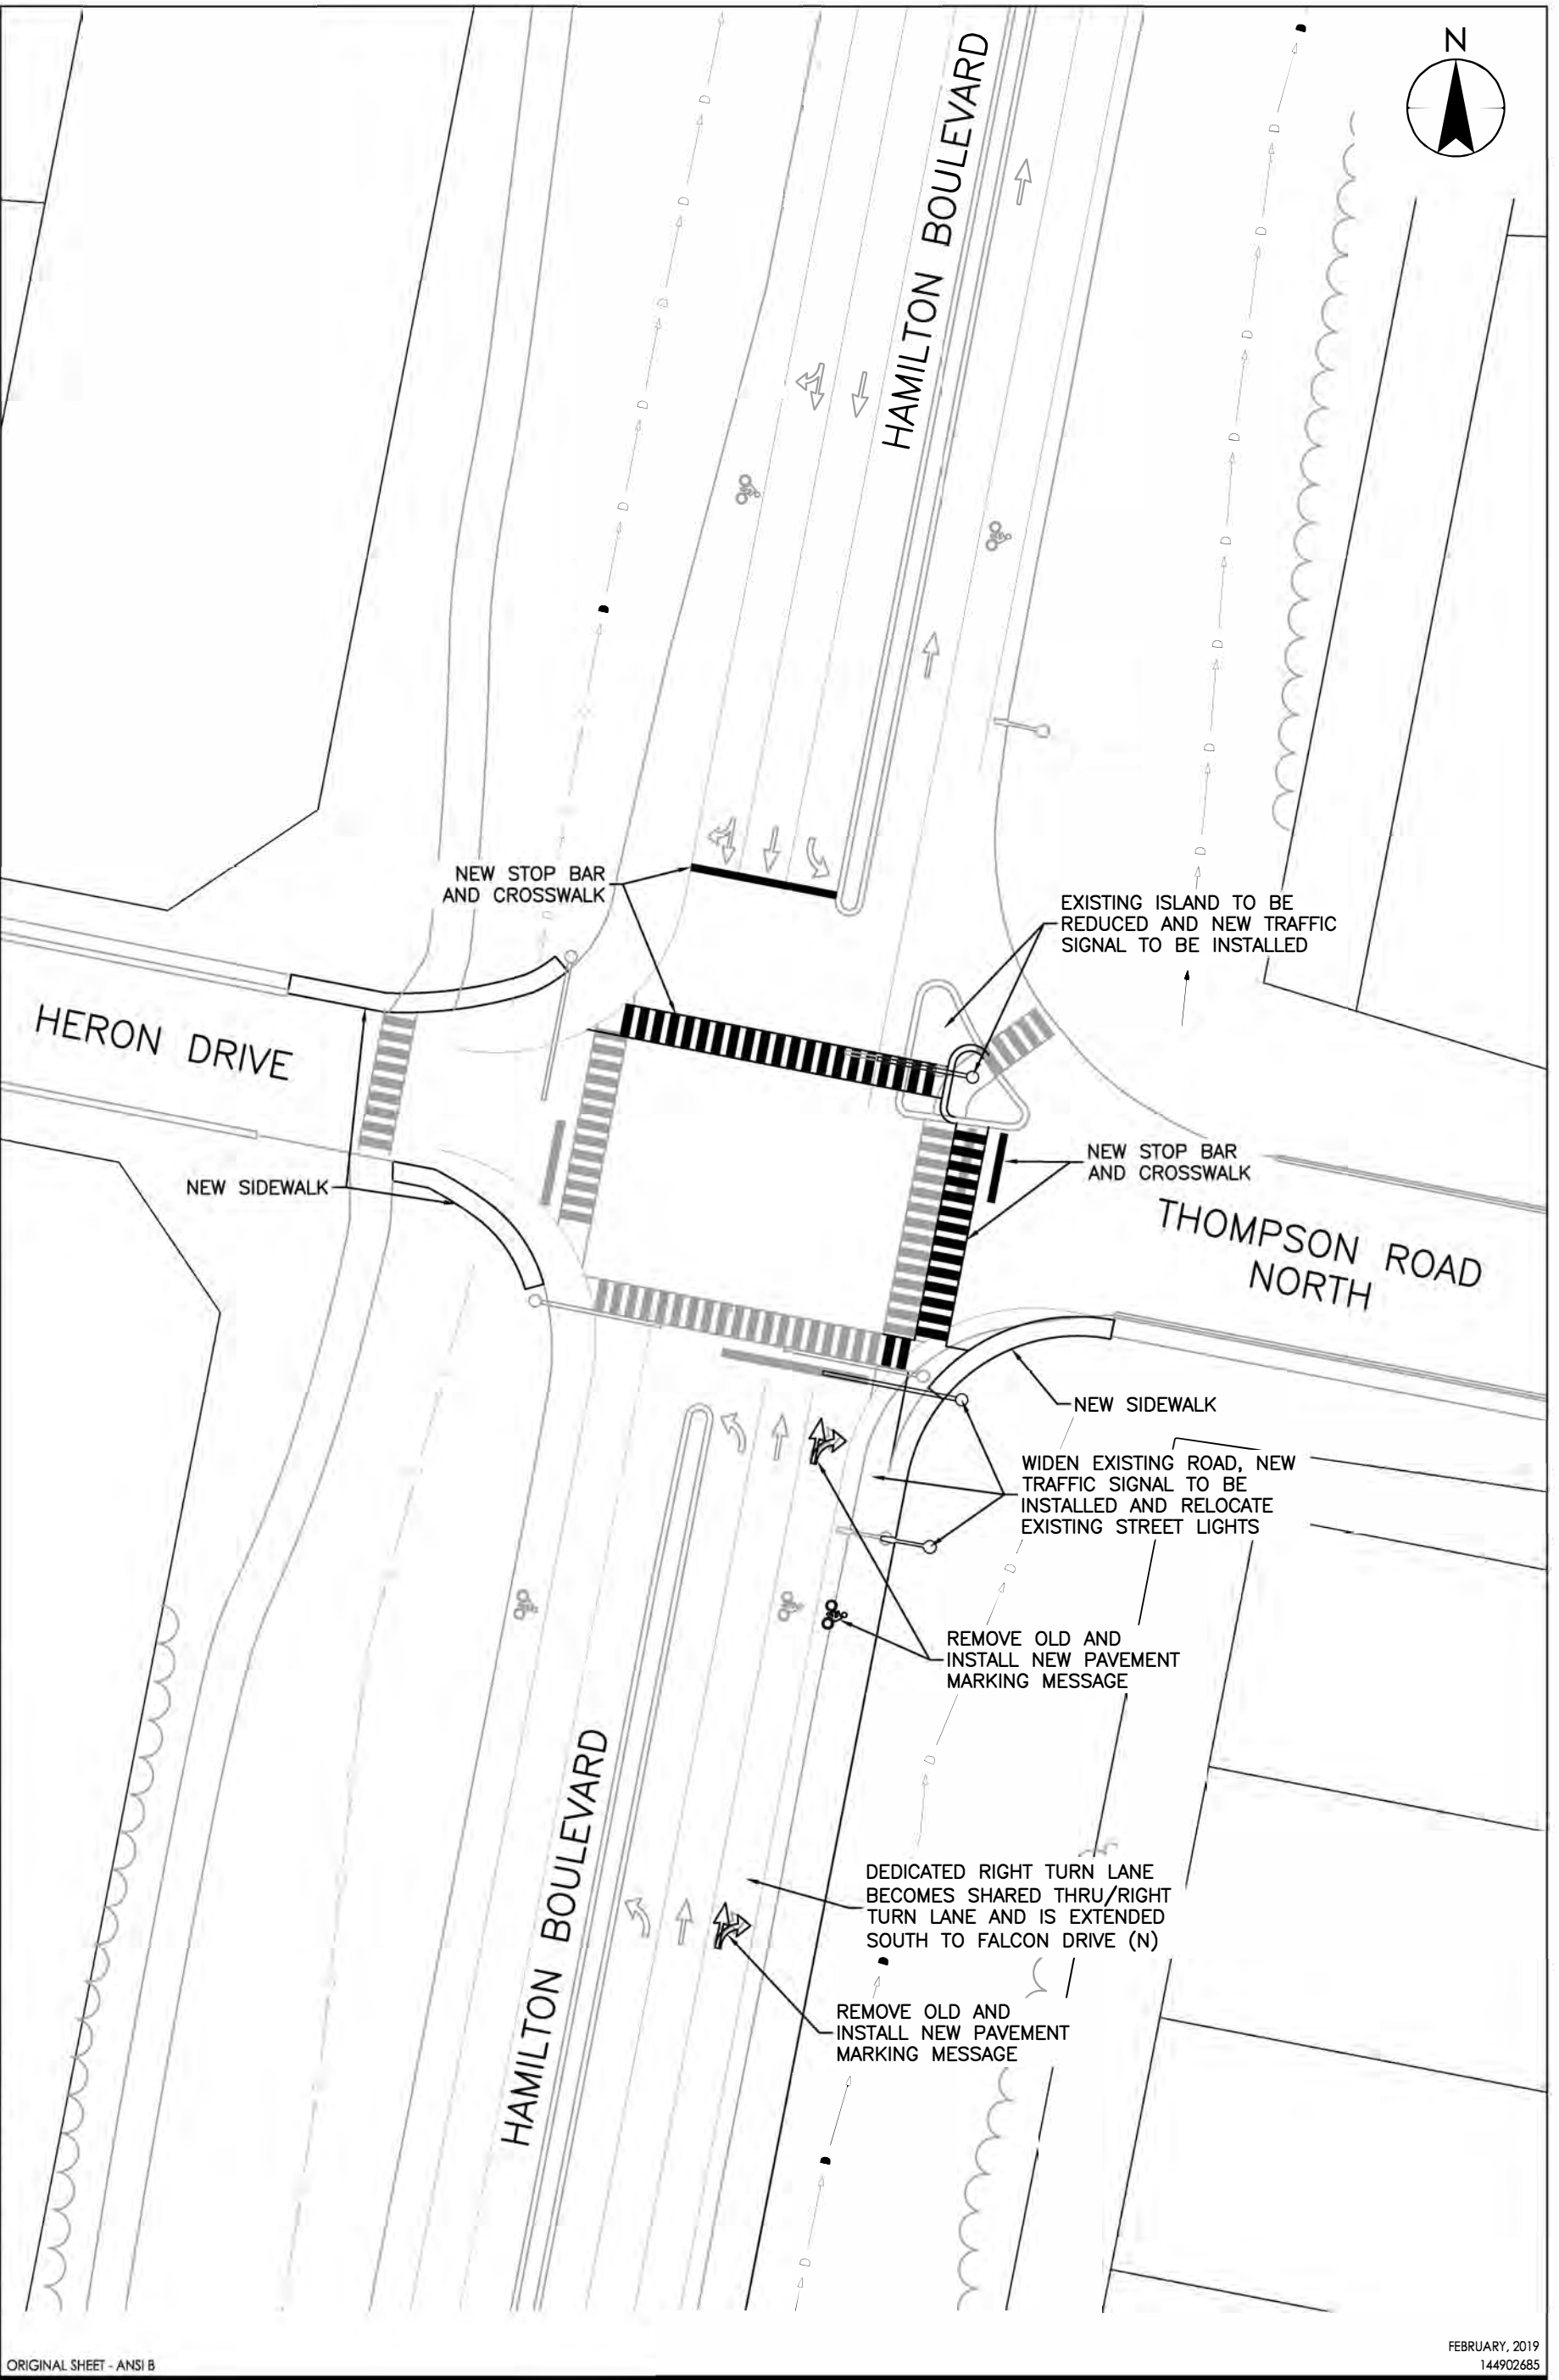 N
HAMILTON BOULEVARD
NEW STOP BAR
AND CROSSWALK
EXISTING ISLAND TO BE
REDUCED AND NEW TRAFFIC
SIGNAL TO BE INSTALLED
HERON DRIVE
NEW STOP BAR
AND CROSSWALK
NEW SIDEWALK
THOMPSON ROAD
NORTH
NEW SIDEWALK
WIDEN EXISTING ROAD, NEW
TRAFFIC SIGNAL TO BE
INSTALLED AND RELOCATE
EXISTING STREET LIGHTS
REMOVE OLD AND
INSTALL NEW PAVEMENT
MARKING MESSAGE
HAMILTON BOULEVARD
DEDICATED RIGHT TURN LANE
BECOMES SHARED THRU/RIGHT
TURN LANE AND IS EXTENDED
SOUTH TO FALCON DRIVE (N)
REMOVE OLD AND
INSTALL NEW PAVEMENT
MARKING MESSAGE
FEBRUARY, 2019
ORIGINAL SHEET - ANSI B
144902685